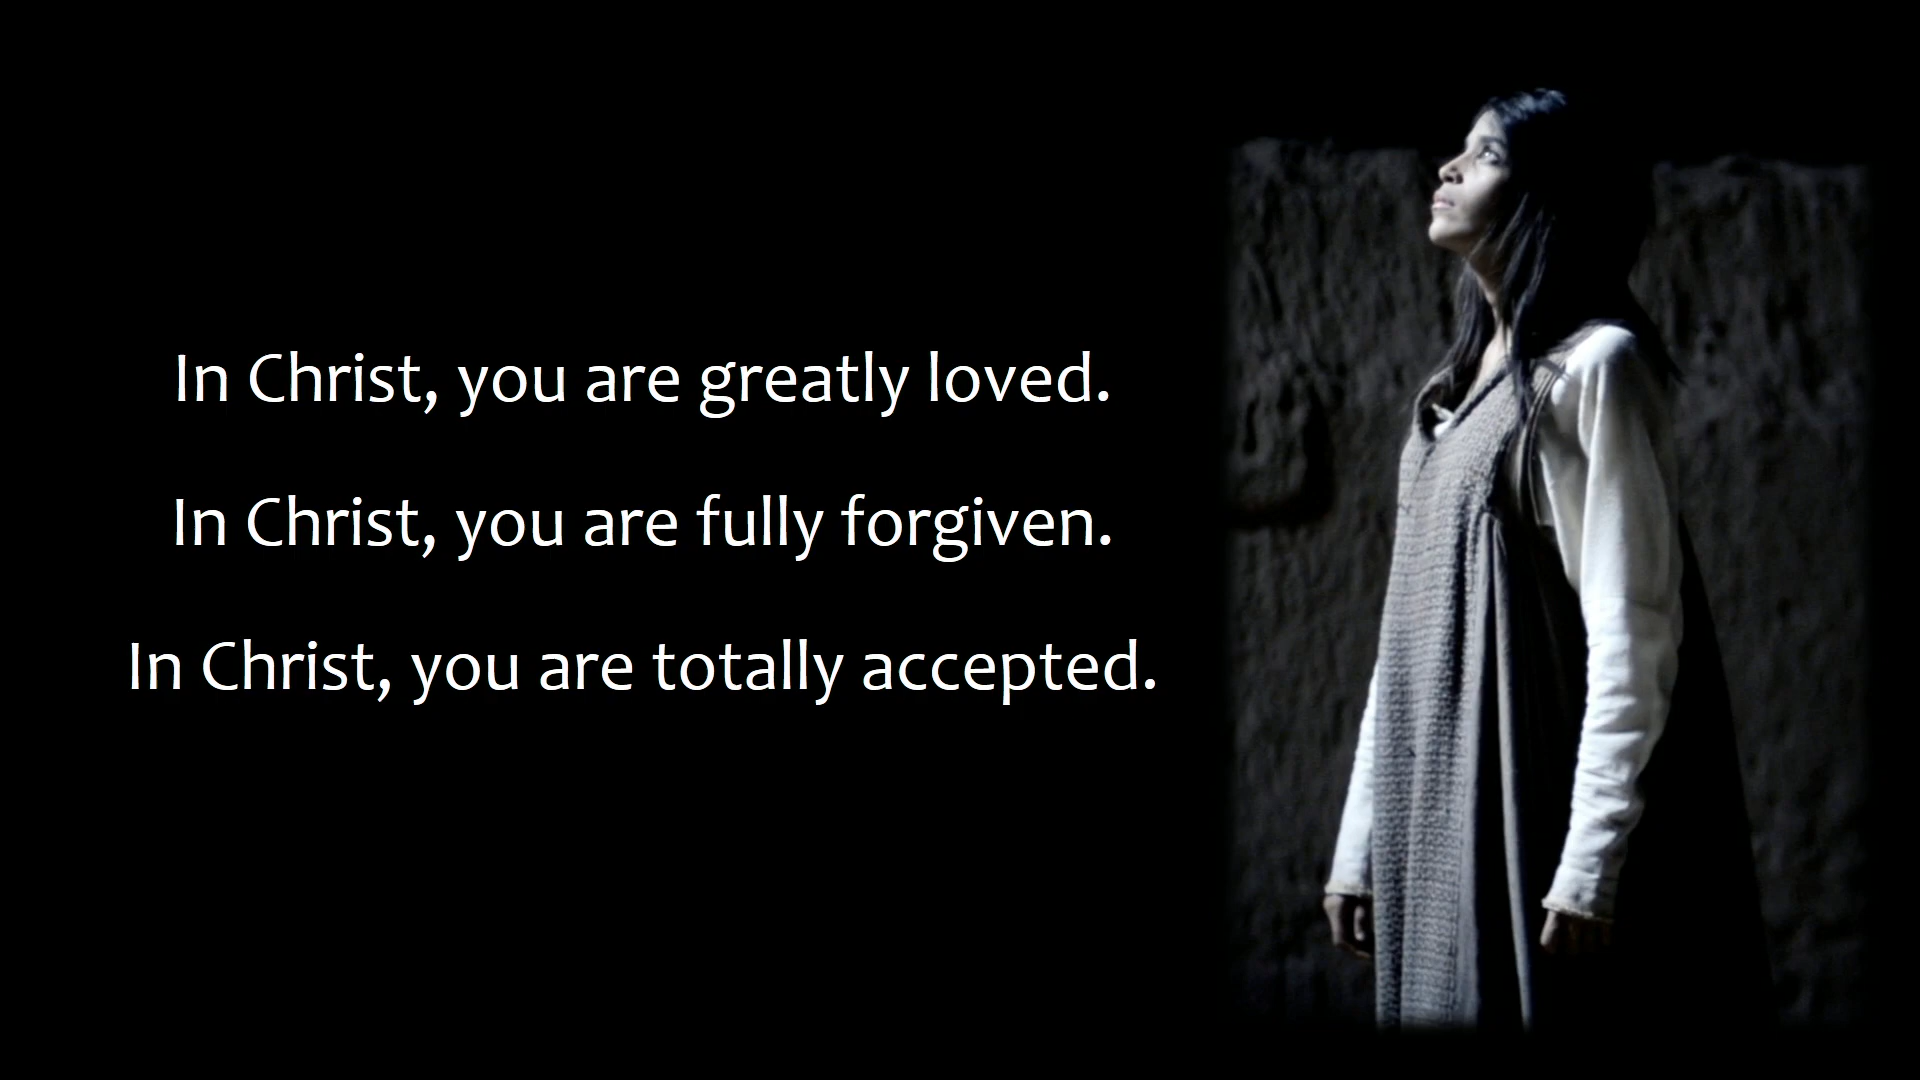 In Christ, you are greatly loved.
In Christ, you are fully forgiven.
In Christ, you are totally accepted.